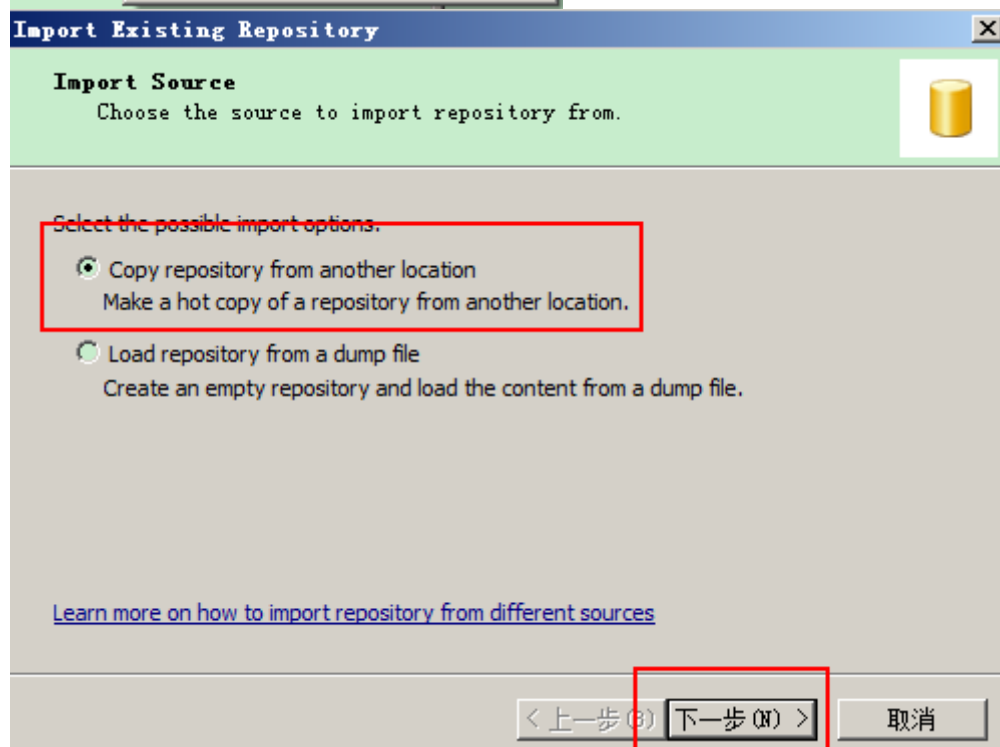 Import Existing Repository
Import Source
Choose the source to import repository from.
Select the possible import options.
Copy repository from another location
Make a hot copy of a repository from another location.
Load repository from a dump file
Create an empty repository and load the content from a dump file.
Learn more on how to import repository from different sources
< 上一步(B) 下一步(N) > 取消